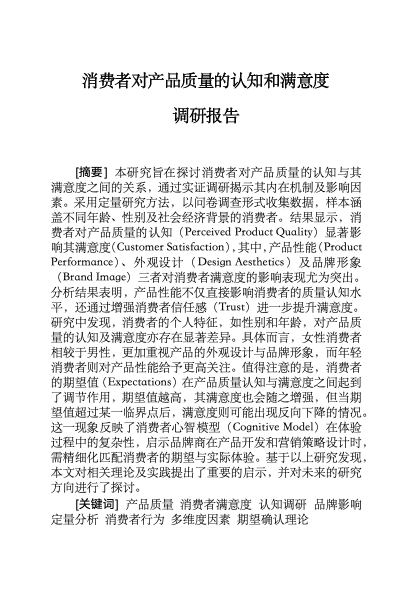 消费者对产品质量的认知和满意度
调研报告
[摘要] 本研究旨在探讨消费者对产品质量的认知与其
满意度之间的关系，通过实证调研揭示其内在机制及影响因
素。采用定量研究方法，以问卷调查形式收集数据，样本涵
盖不同年龄、性别及社会经济背景的消费者。结果显示，消
费者对产品质量的认知（Perceived Product Quality）显著影
响其满意度（Customer Satisfaction），其中，产品性能（Product
Performance）、外观设计（Design Aesthetics）及品牌形象
（Brand Image）三者对消费者满意度的影响表现尤为突出。
分析结果表明，产品性能不仅直接影响消费者的质量认知水
平，还通过增强消费者信任感（Trust）进一步提升满意度。
研究中发现，消费者的个人特征，如性别和年龄，对产品质
量的认知及满意度亦存在显著差异。具体而言，女性消费者
相较于男性，更加重视产品的外观设计与品牌形象，而年轻
消费者则对产品性能给予更高关注。值得注意的是，消费者
的期望值（Expectations）在产品质量认知与满意度之间起到
了调节作用，期望值越高，其满意度也会随之增强，但当期
望值超过某一临界点后，满意度则可能出现反向下降的情况。
这一现象反映了消费者心智模型（Cognitive Model）在体验
过程中的复杂性，启示品牌商在产品开发和营销策略设计时，
需精细化匹配消费者的期望与实际体验。基于以上研究发现，
本文对相关理论及实践提出了重要的启示，并对未来的研究
方向进行了探讨。
[关键词] 产品质量 消费者满意度 认知调研 品牌影响
定量分析 消费者行为 多维度因素 期望确认理论